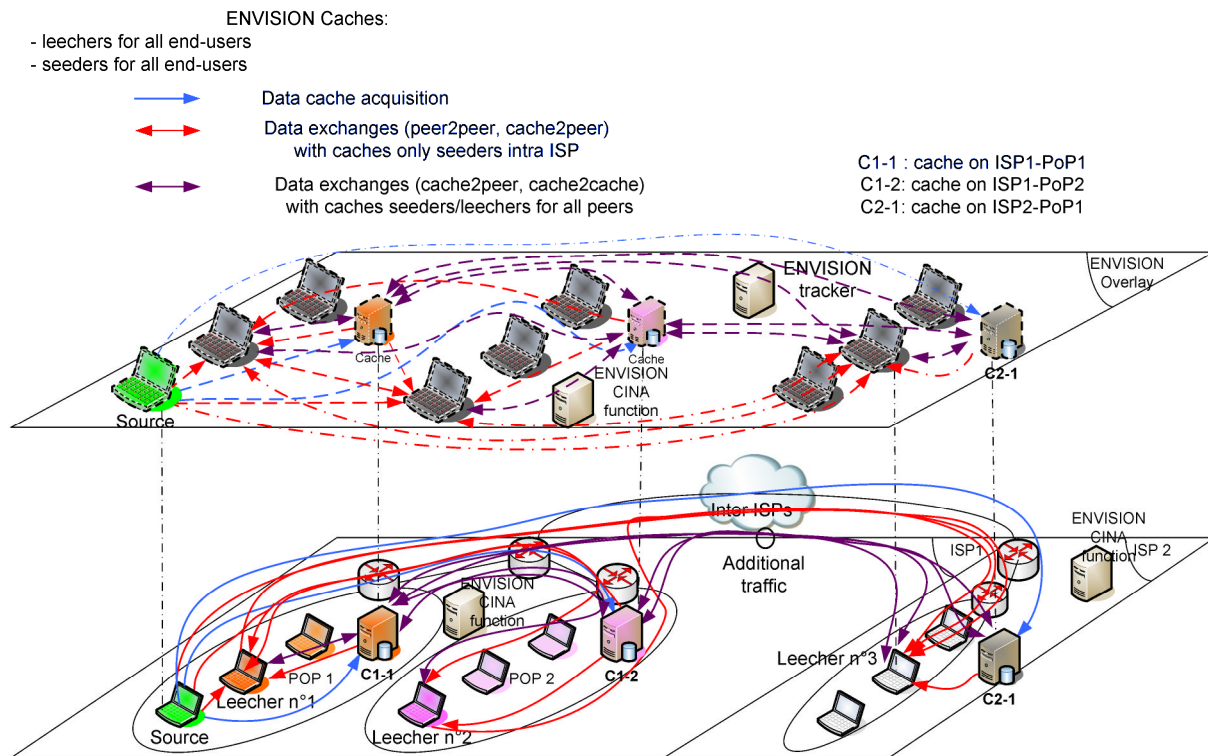 ENVISION Caches:
- leechers for all end-users
- seeders for all end-users
Data cache acquisition
Data exchanges (peer2peer, cache2peer)
with caches only seeders intra ISP
Data exchanges (cache2peer, cache2cache)
with caches seeders/leechers for all peers
C1-1 : cache on ISP1-PoP1
C1-2: cache on ISP1-PoP2
C2-1: cache on ISP2-PoP1
ENVISION
Overlay
ENVISION
tracker
Cache
Cache
C2-1
ENVISION
CINA
function
Source
Inter ISPs
Additional
traffic
ISP1
ENVISION
CINA
function
ISP 2
ENVISION
CINA
function
POP 1
C1-1
Leecher n°1
Source
POP 2
C1-2
Leecher n°2
Leecher n°3
C2-1